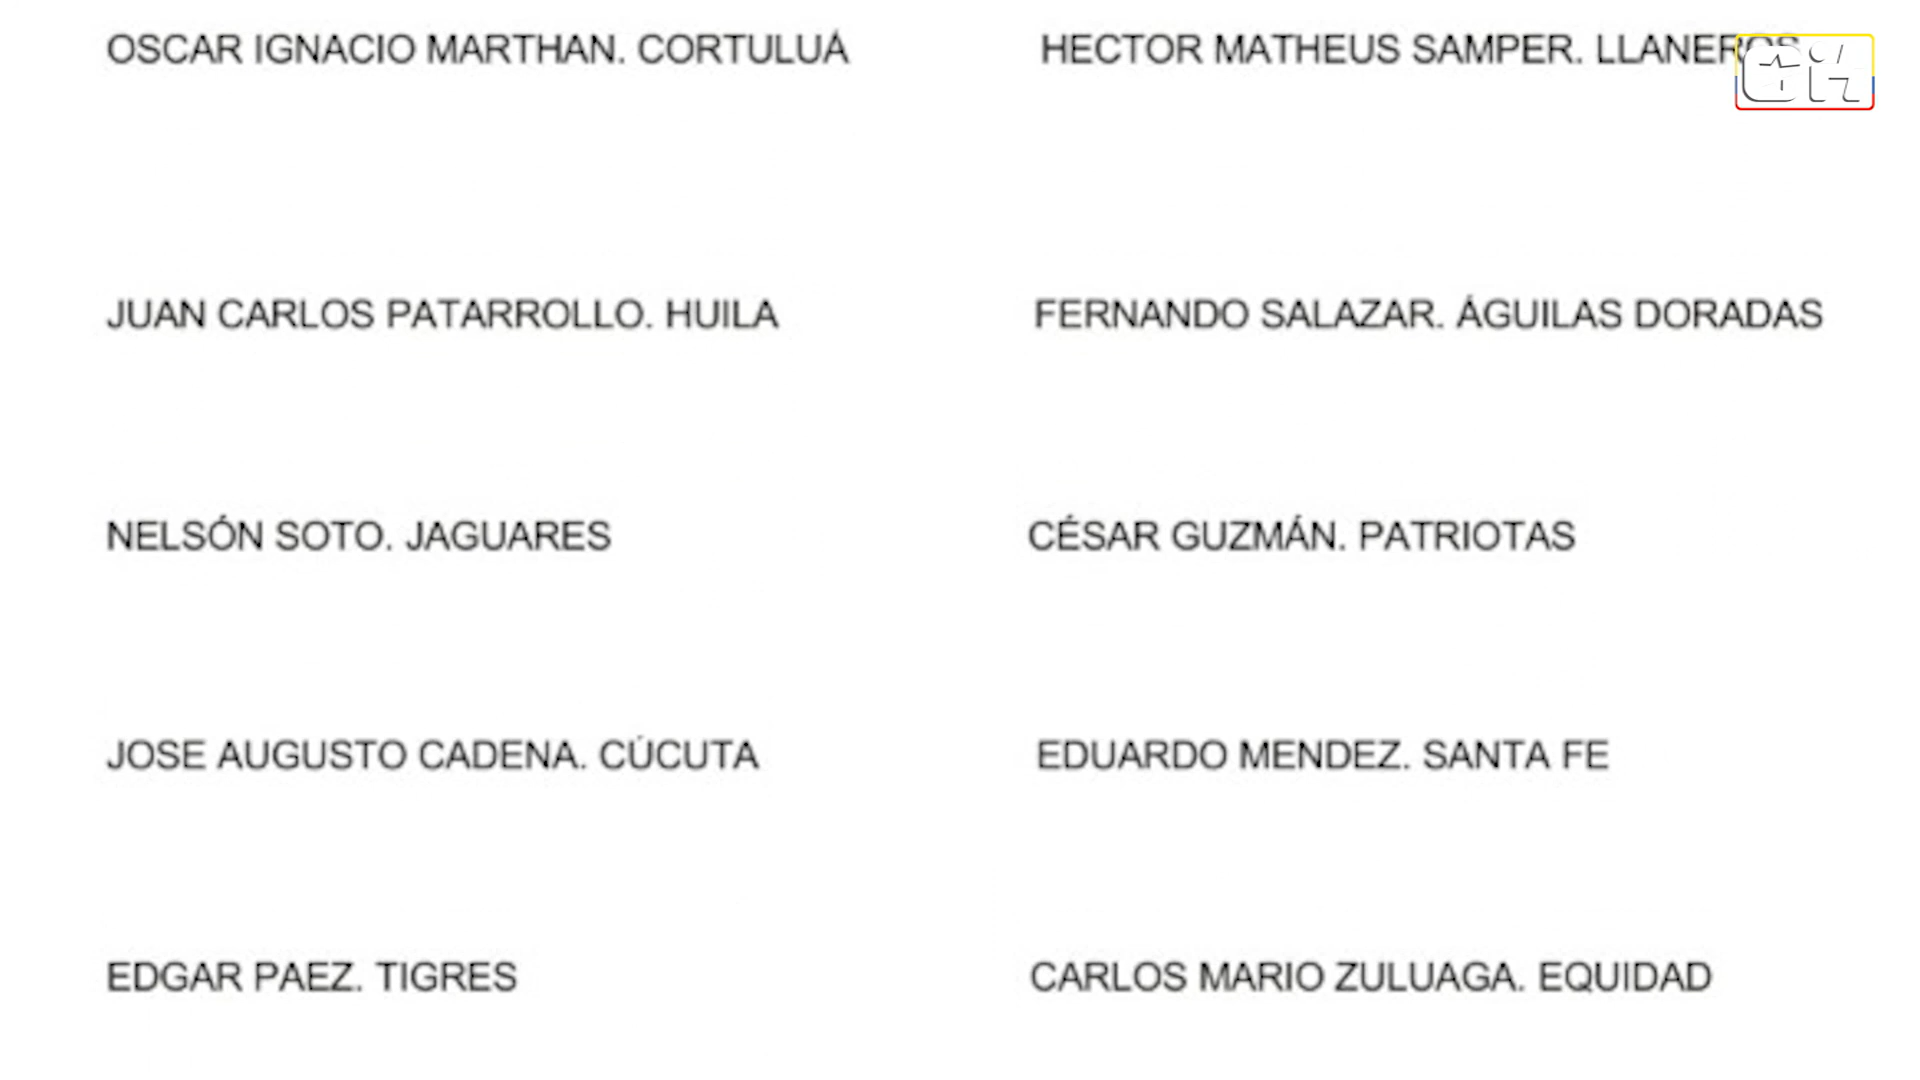 OSCAR IGNACIO MARTHAN. CORTULUÁ
HECTOR MATHEUS SAMPER. LLANEROS
JUAN CARLOS PATARROLLO. HUILA
FERNANDO SALAZAR. ÁGUILAS DORADAS
NELSÓN SOTO. JAGUARES
CÉSAR GUZMÁN. PATRIOTAS
JOSE AUGUSTO CADENA. CÚCUTA
EDUARDO MENDEZ. SANTA FE
EDGAR PAEZ. TIGRES
CARLOS MARIO ZULUAGA. EQUIDAD